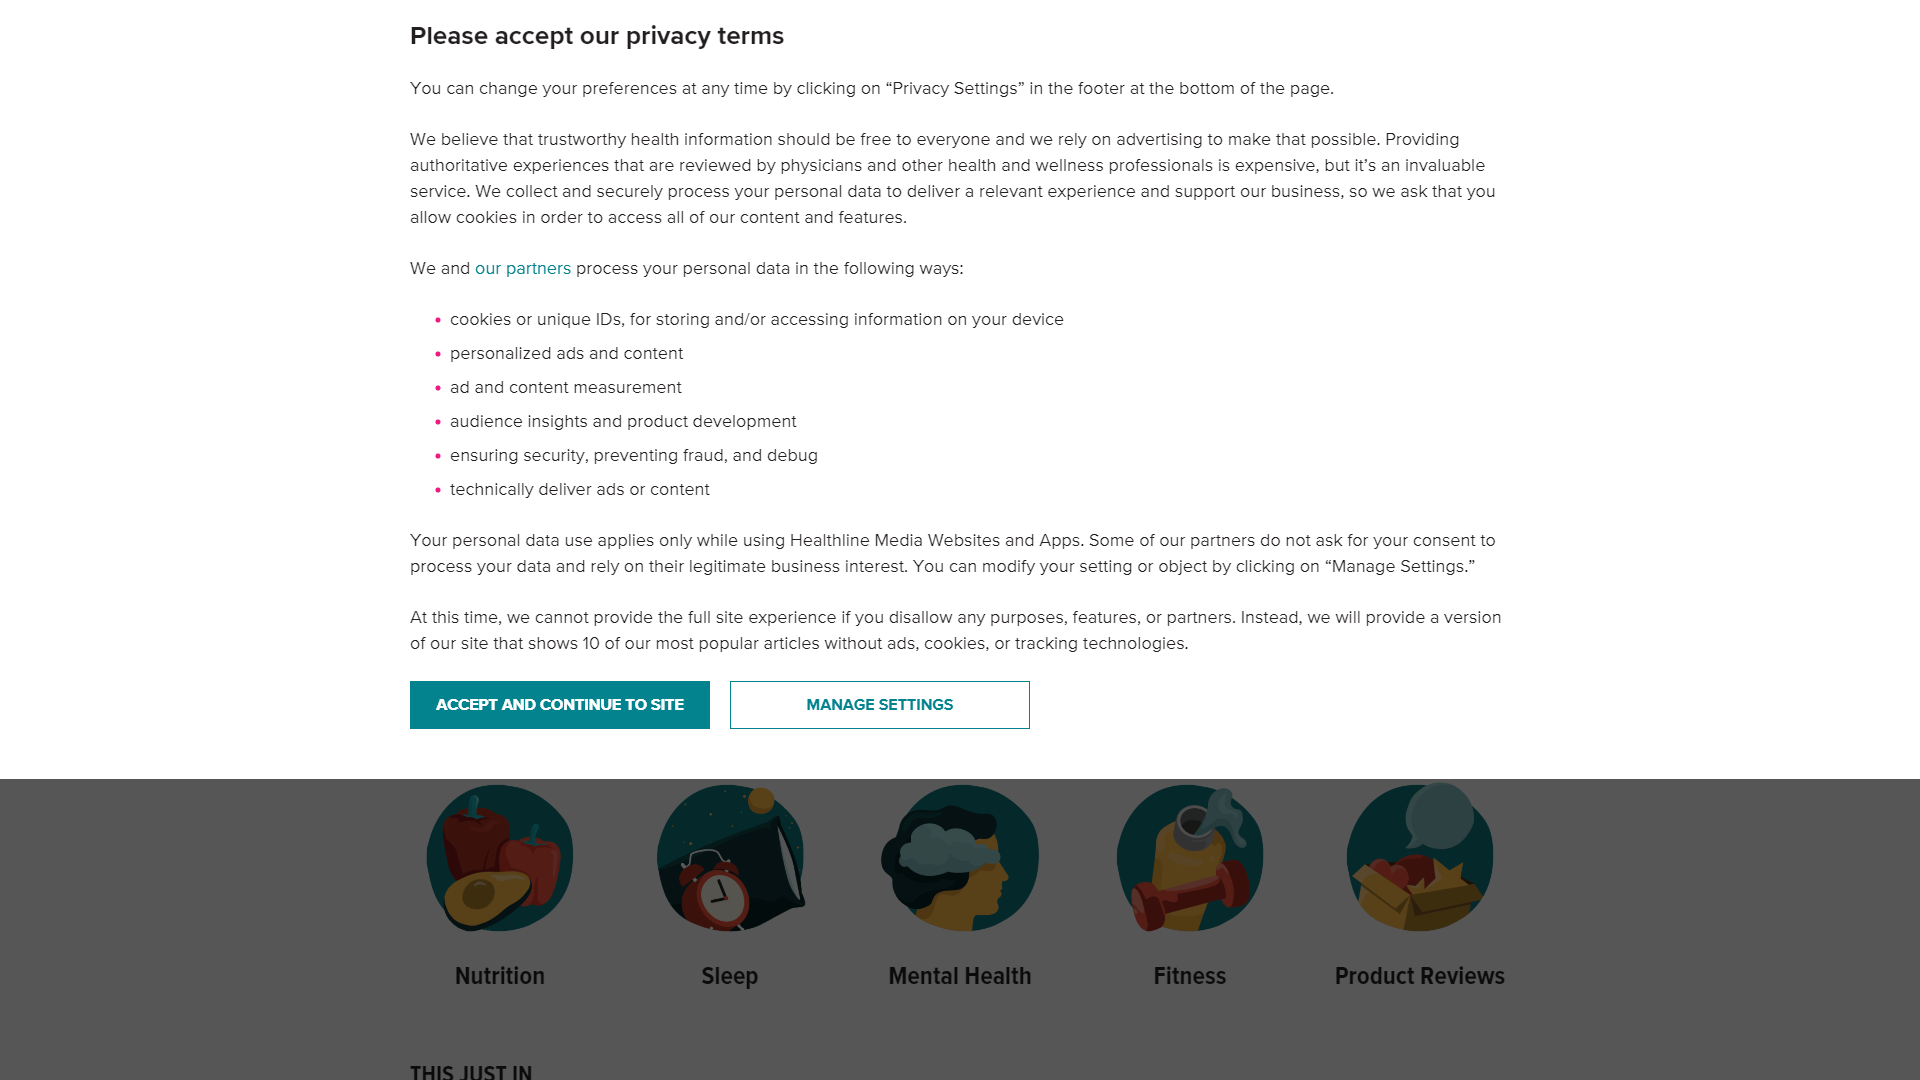 Please accept our privacy terms
You can change your preferences at any time by clicking on “Privacy Settings” in the footer at the bottom of the page.
We believe that trustworthy health information should be free to everyone and we rely on advertising to make that possible. Providing
authoritative experiences that are reviewed by physicians and other health and wellness professionals is expensive, but it’s an invaluable
service. We collect and securely process your personal data to deliver a relevant experience and support our business, so we ask that you
allow cookies in order to access all of our content and features.
We and our partners process your personal data in the following ways:
• cookies or unique IDs, for storing and/or accessing information on your device
• personalized ads and content
• ad and content measurement
• audience insights and product development
• ensuring security, preventing fraud, and debug
• technically deliver ads or content
Your personal data use applies only while using Healthline Media Websites and Apps. Some of our partners do not ask for your consent to
process your data and rely on their legitimate business interest. You can modify your setting or object by clicking on “Manage Settings.”
At this time, we cannot provide the full site experience if you disallow any purposes, features, or partners. Instead, we will provide a version
of our site that shows 10 of our most popular articles without ads, cookies, or tracking technologies.
ACCEPT AND CONTINUE TO SITE
MANAGE SETTINGS
Nutrition
Sleep
Mental Health
Fitness
Product Reviews
THIS JUST IN